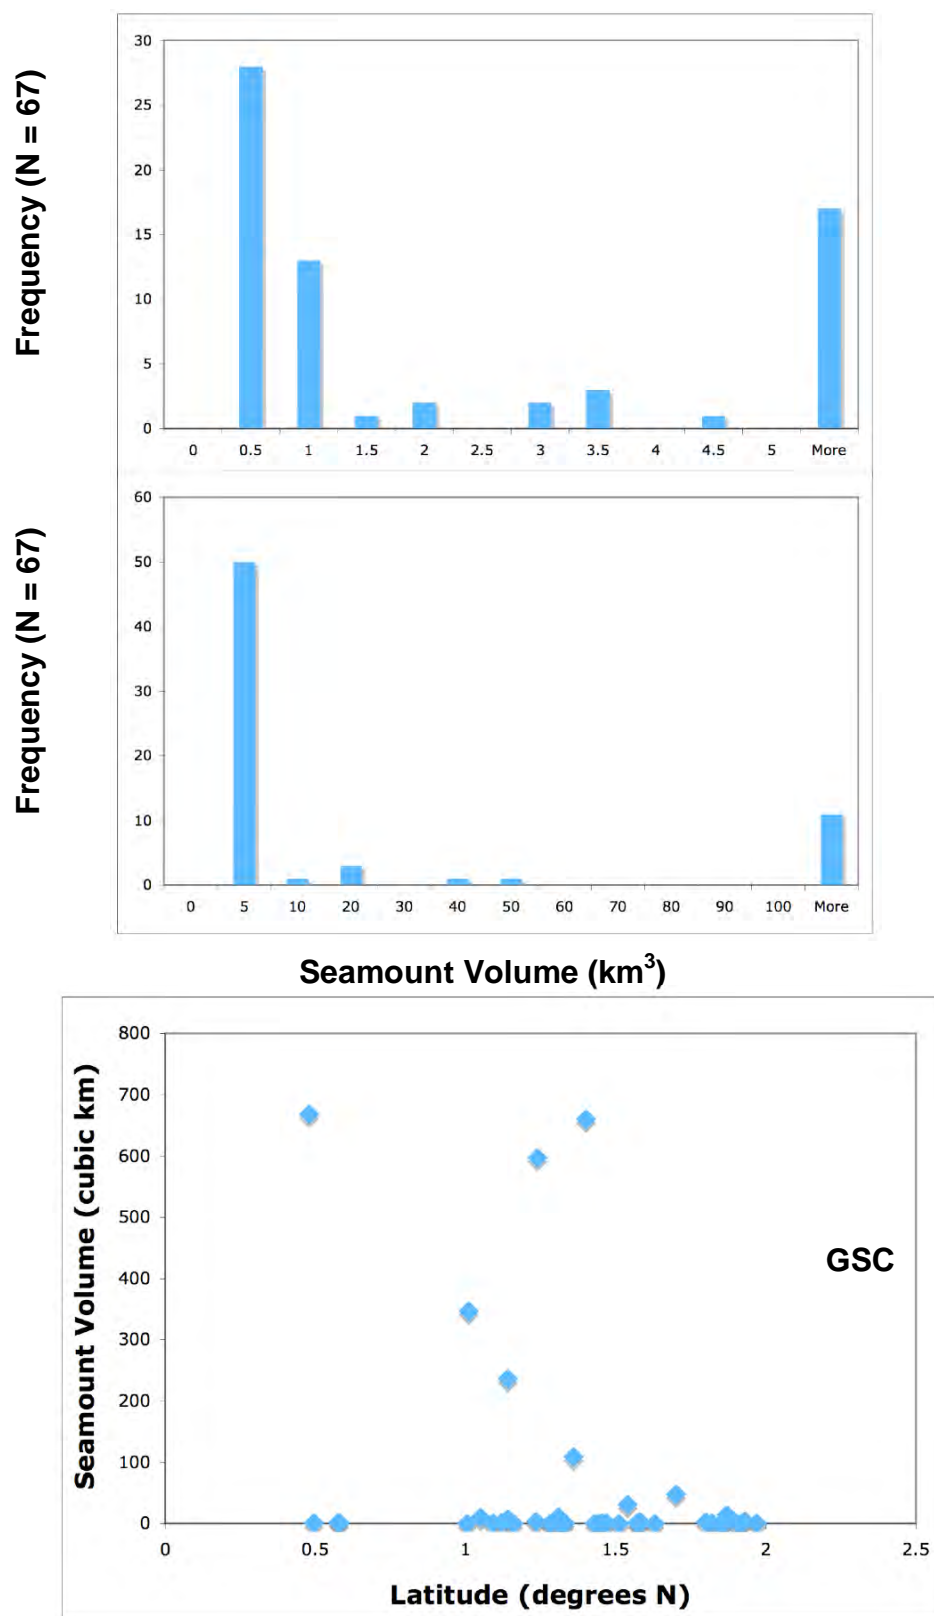 Frequency (N = 67)
30
25
20
15
10
5
0
0 0.5 1 1.5 2 2.5 3 3.5 4 4.5 5 More
Frequency (N = 67)
60
50
40
30
20
10
0
0 5 10 20 30 40 50 60 70 80 90 100 More
Seamount Volume (km³)
Seamount Volume (cubic km)
800
700
600
500
400
300
200
100
0
GSC
0 0.5 1 1.5 2 2.5
Latitude (degrees N)